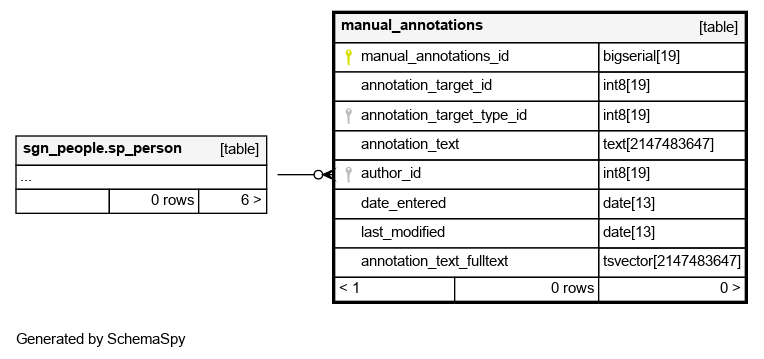 manual_annotations [table]
manual_annotations_id bigserial[19]
annotation_target_id int8[19]
annotation_target_type_id int8[19]
annotation_text text[2147483647]
author_id int8[19]
date_entered date[13]
last_modified date[13]
annotation_text_fulltext tsvector[2147483647]
< 1 0 rows 0 >
sgn_people.sp_person [table]
...
0 rows 6 >
Generated by SchemaSpy